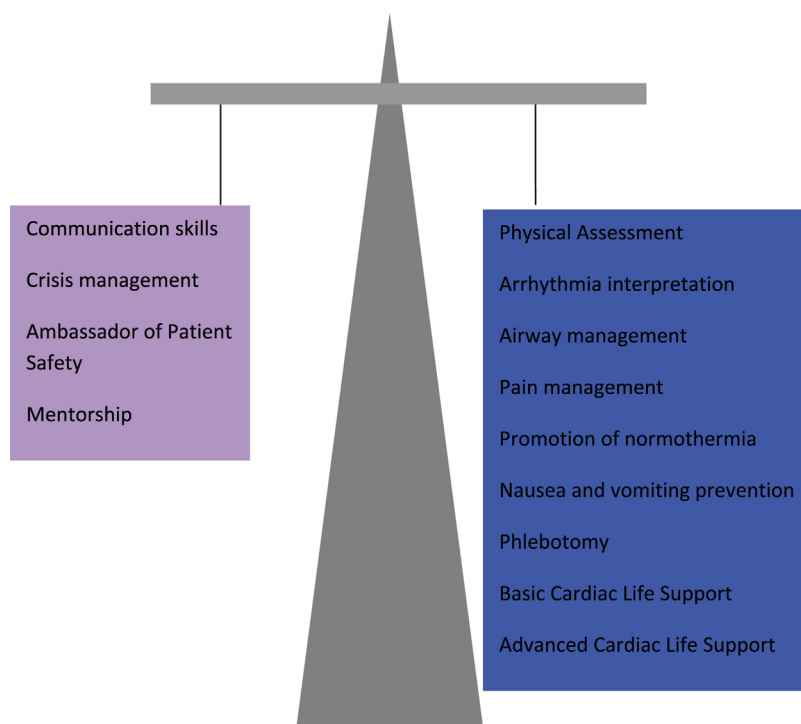 Communication skills
Crisis management
Ambassador of Patient
Safety
Mentorship
Physical Assessment
Arrhythmia interpretation
Airway management
Pain management
Promotion of normothermia
Nausea and vomiting prevention
Phlebotomy
Basic Cardiac Life Support
Advanced Cardiac Life Support